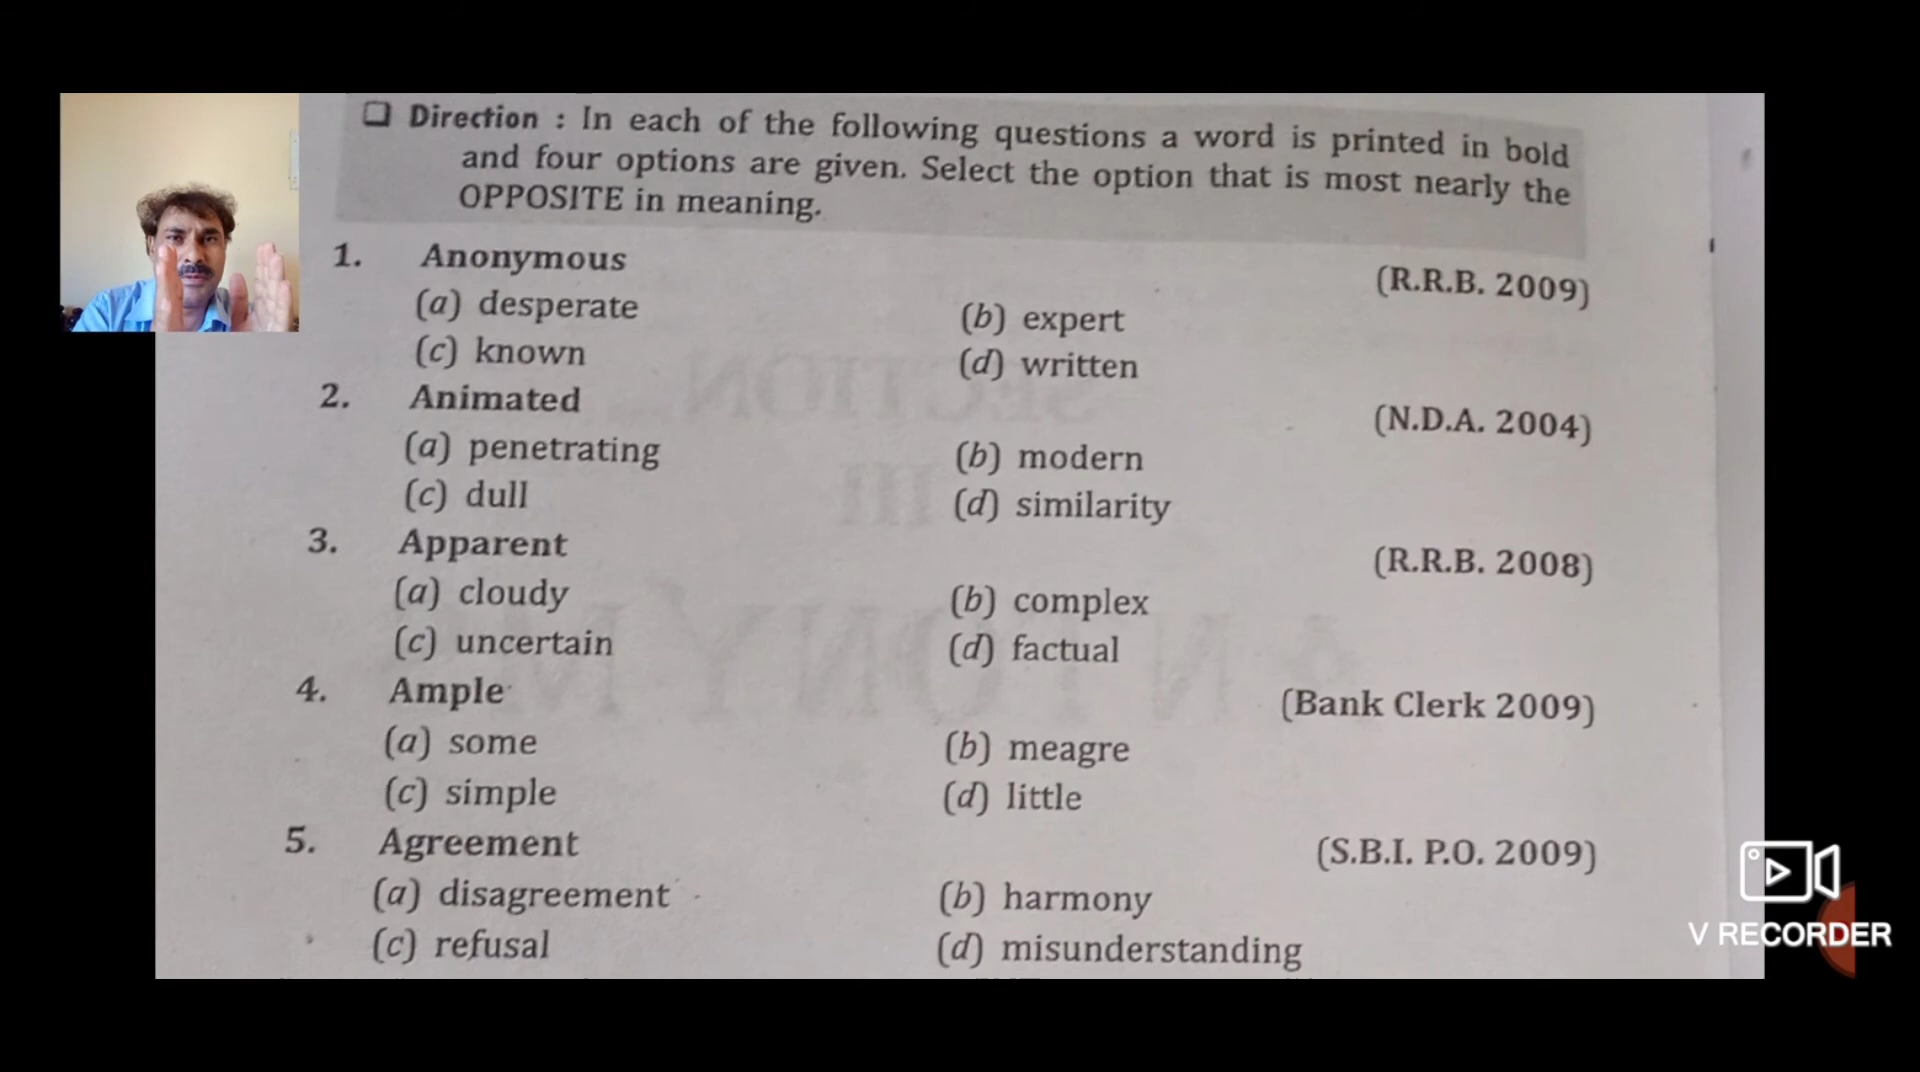 ❑ Direction : In each of the following questions a word is printed in bold
and four options are given. Select the option that is most nearly the
OPPOSITE in meaning.
1. Anonymous (R.R.B. 2009)
(a) desperate (b) expert
(c) known (d) written
2. Animated (N.D.A. 2004)
(a) penetrating (b) modern
(c) dull (d) similarity
3. Apparent (R.R.B. 2008)
(a) cloudy (b) complex
(c) uncertain (d) factual
4. Ample (Bank Clerk 2009)
(a) some (b) meagre
(c) simple (d) little
5. Agreement (S.B.I. P.O. 2009)
(a) disagreement (b) harmony
(c) refusal (d) misunderstanding
V RECORDER